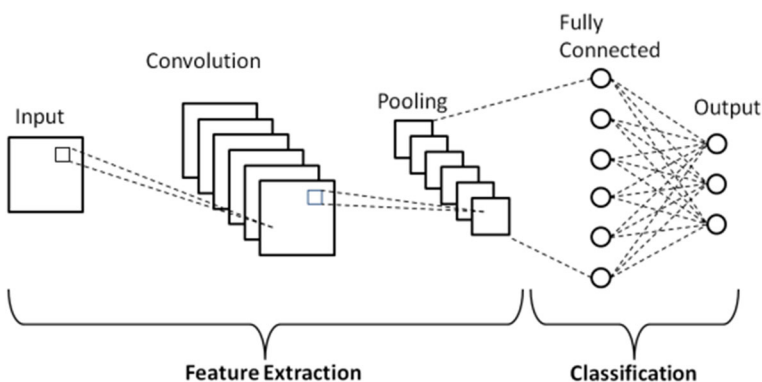 Fully
Connected
Convolution
Pooling
Input
Output
Feature Extraction
Classification